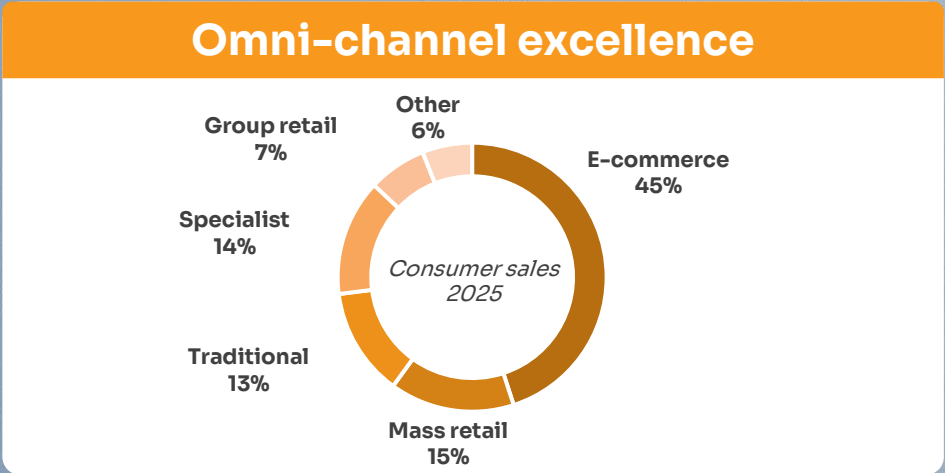 Omni-channel excellence
Other
6%
Group retail
7%
E-commerce
45%
Specialist
14%
Consumer sales
2025
Traditional
13%
Mass retail
15%